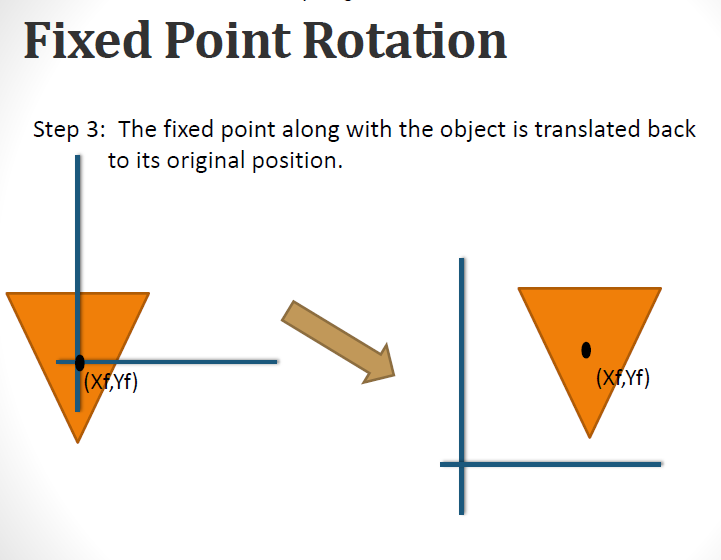 Fixed Point Rotation
Step 3: The fixed point along with the object is translated back
to its original position.
(Xf,Yf)
(Xf,Yf)